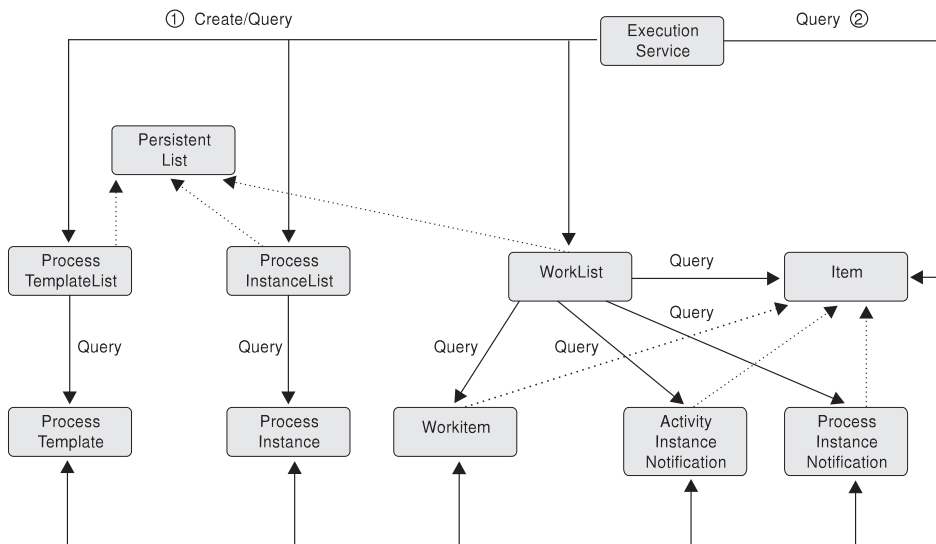 ① Create/Query
Execution
Service
Query ②
Persistent
List
Process
TemplateList
Process
InstanceList
WorkList
Query
Item
Query
Query
Query
Query
Query
Process
Template
Process
Instance
Workitem
Activity
Instance
Notification
Process
Instance
Notification